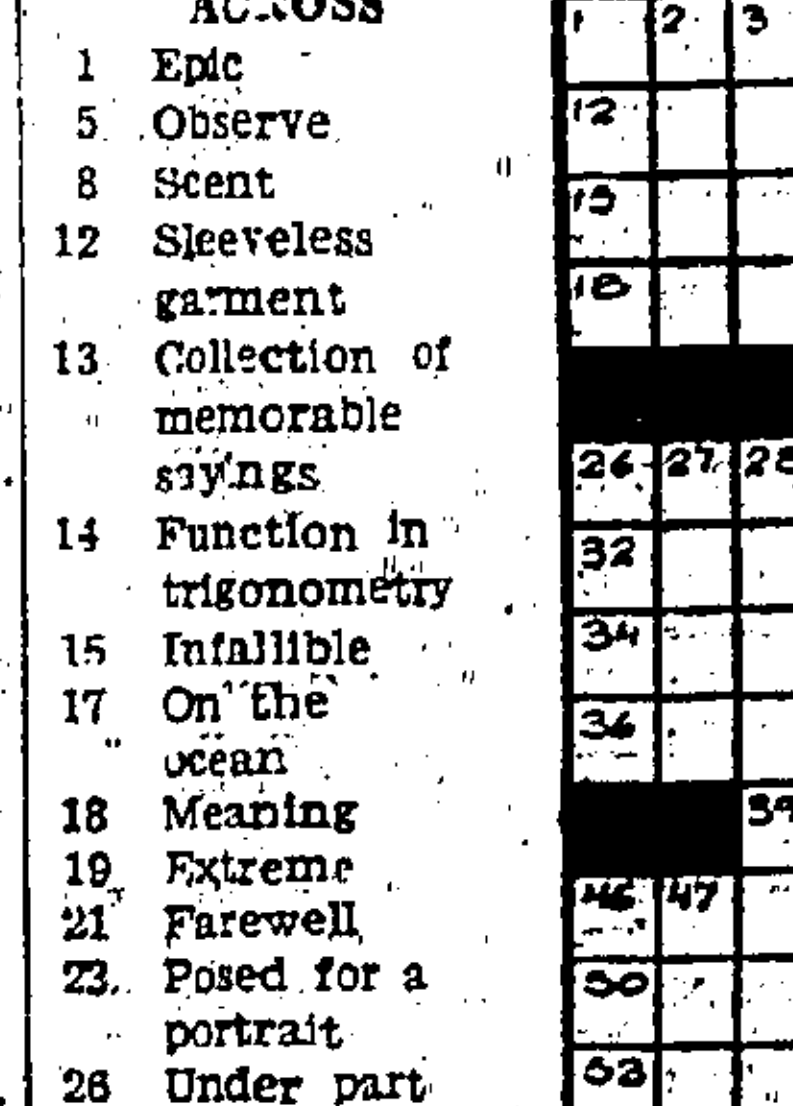 ACROSS
1 Epic
5 Observe
8 Scent
12 Sleeveless
garment
13 Collection of
memorable
sayings
14 Function in
trigonometry
15 Infallible
17 On the
ocean
18 Meaning
19 Extreme
21 Farewell
23. Posed for a
portrait
26 Under part
1 2 3
12
15
18
26 27 28
32
34
36
39
46 47
50
53